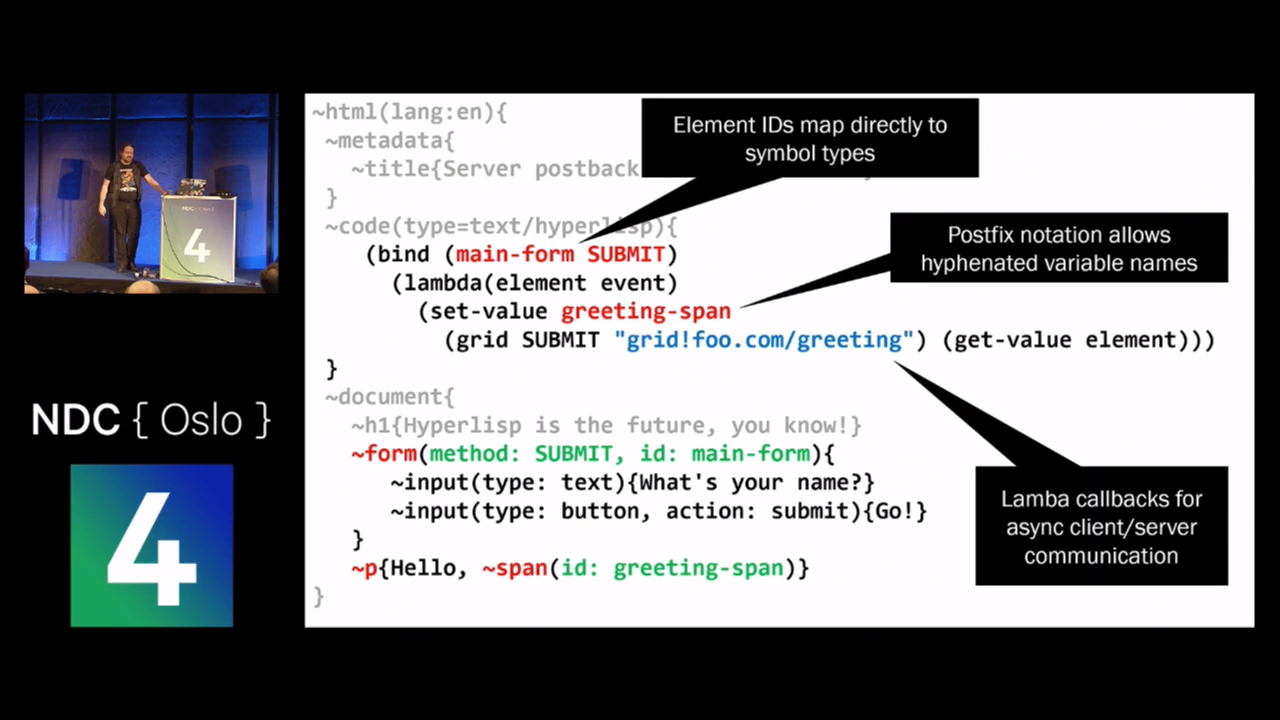 ~html(lang:en){
~metadata{
~title{Server postback
}
~code(type=text/hyperlisp){
(bind (main-form SUBMIT)
(lambda(element event)
(set-value greeting-span
(grid SUBMIT "grid!foo.com/greeting") (get-value element)))
}
~document{
~h1{Hyperlisp is the future, you know!}
~form(method: SUBMIT, id: main-form){
~input(type: text){What's your name?}
~input(type: button, action: submit){Go!}
}
~p{Hello, ~span(id: greeting-span)}
}
Element IDs map directly to
symbol types
Postfix notation allows
hyphenated variable names
Lamba callbacks for
async client/server
communication
NDC { Oslo }
4
4